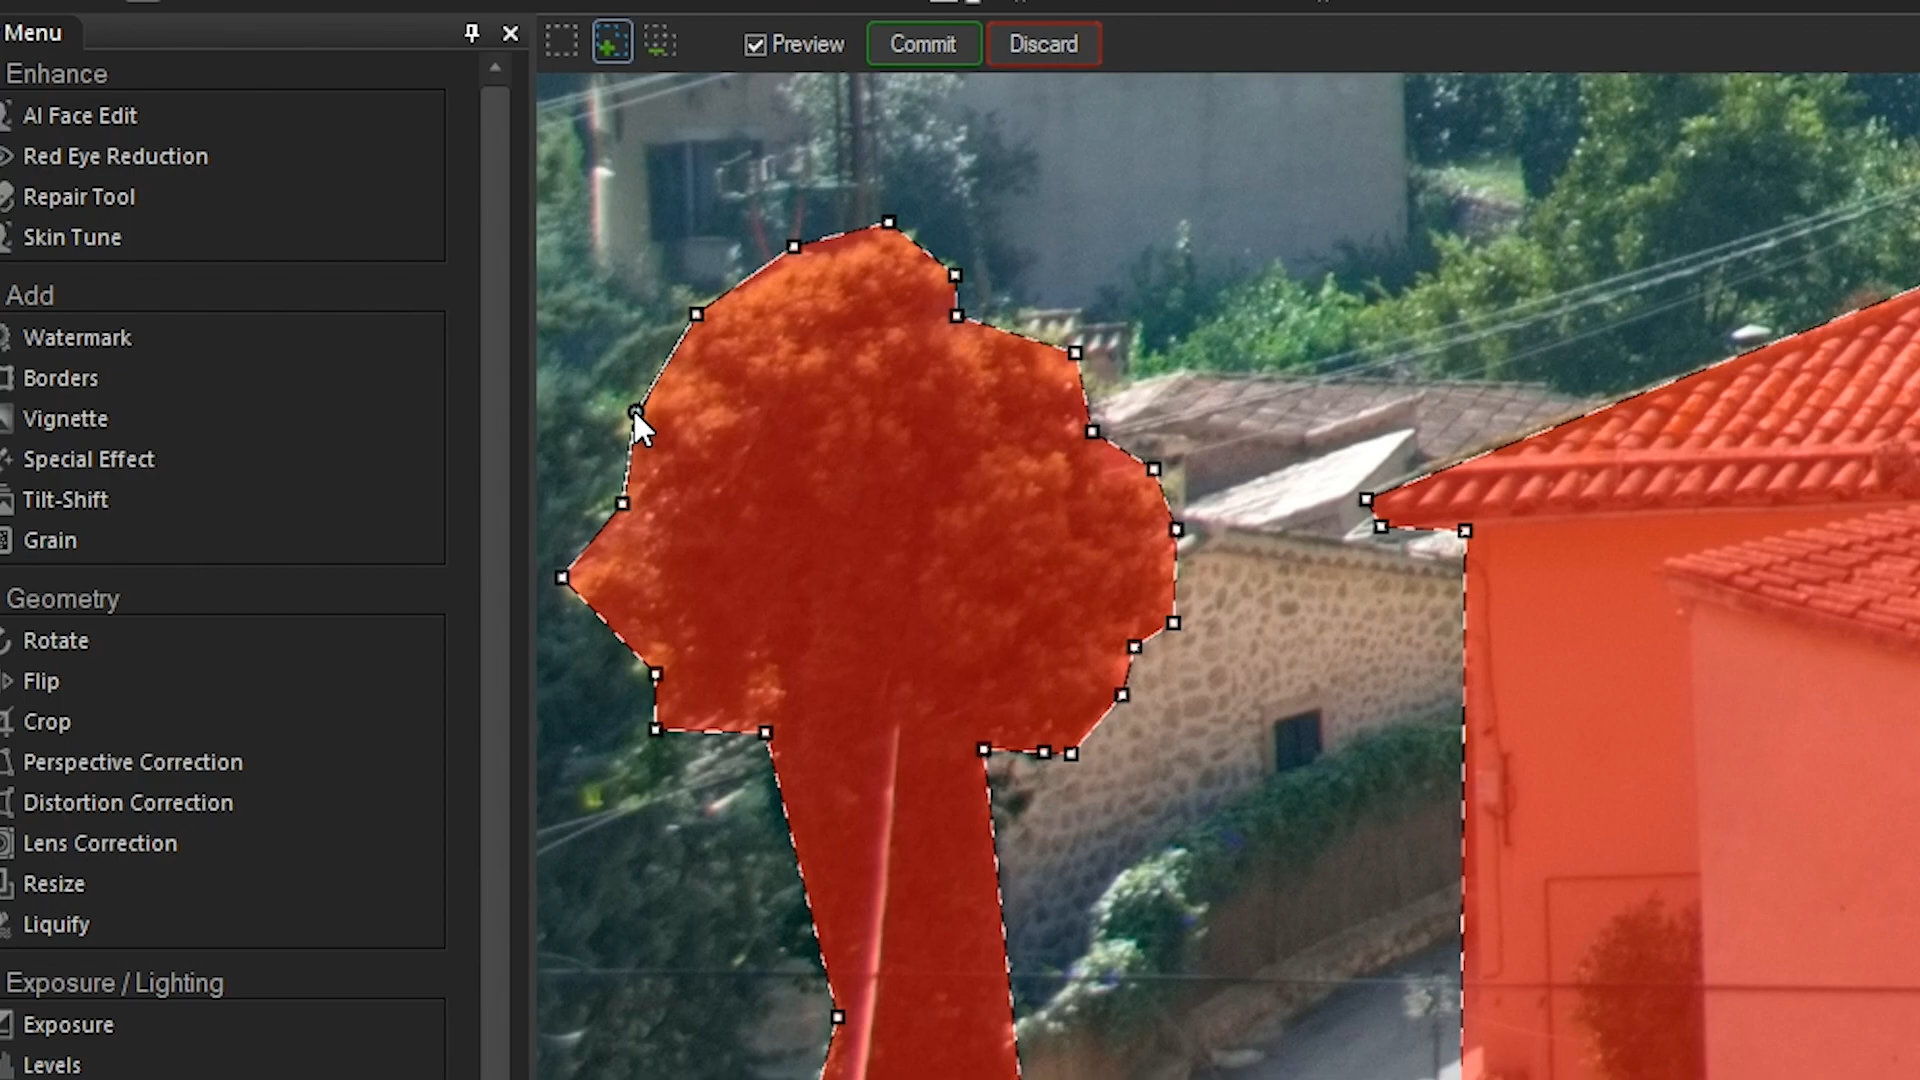 Menu
Preview
Commit
Discard
Enhance
AI Face Edit
Red Eye Reduction
Repair Tool
Skin Tune
Add
Watermark
Borders
Vignette
Special Effect
Tilt-Shift
Grain
Geometry
Rotate
Flip
Crop
Perspective Correction
Distortion Correction
Lens Correction
Resize
Liquify
Exposure / Lighting
Exposure
Levels